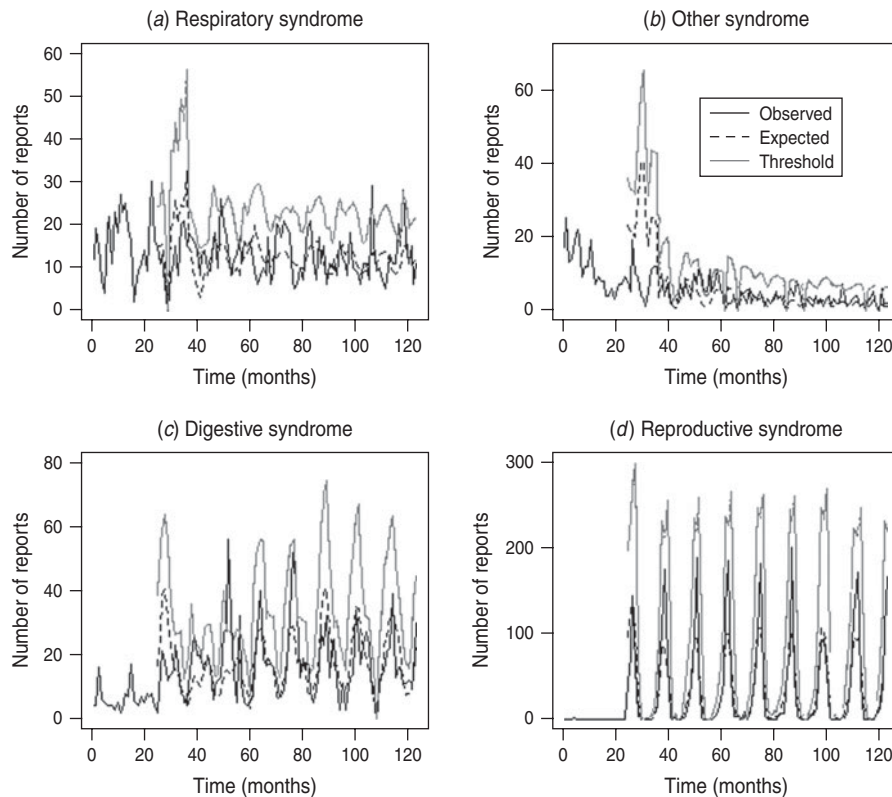 (a) Respiratory syndrome
Number of reports
60
50
40
30
20
10
0
0 20 40 60 80 100 120
Time (months)
(b) Other syndrome
Number of reports
60
40
20
0
0 20 40 60 80 100 120
Time (months)
Observed
Expected
Threshold
(c) Digestive syndrome
Number of reports
80
60
40
20
0
0 20 40 60 80 100 120
Time (months)
(d) Reproductive syndrome
Number of reports
300
200
100
0
0 20 40 60 80 100 120
Time (months)